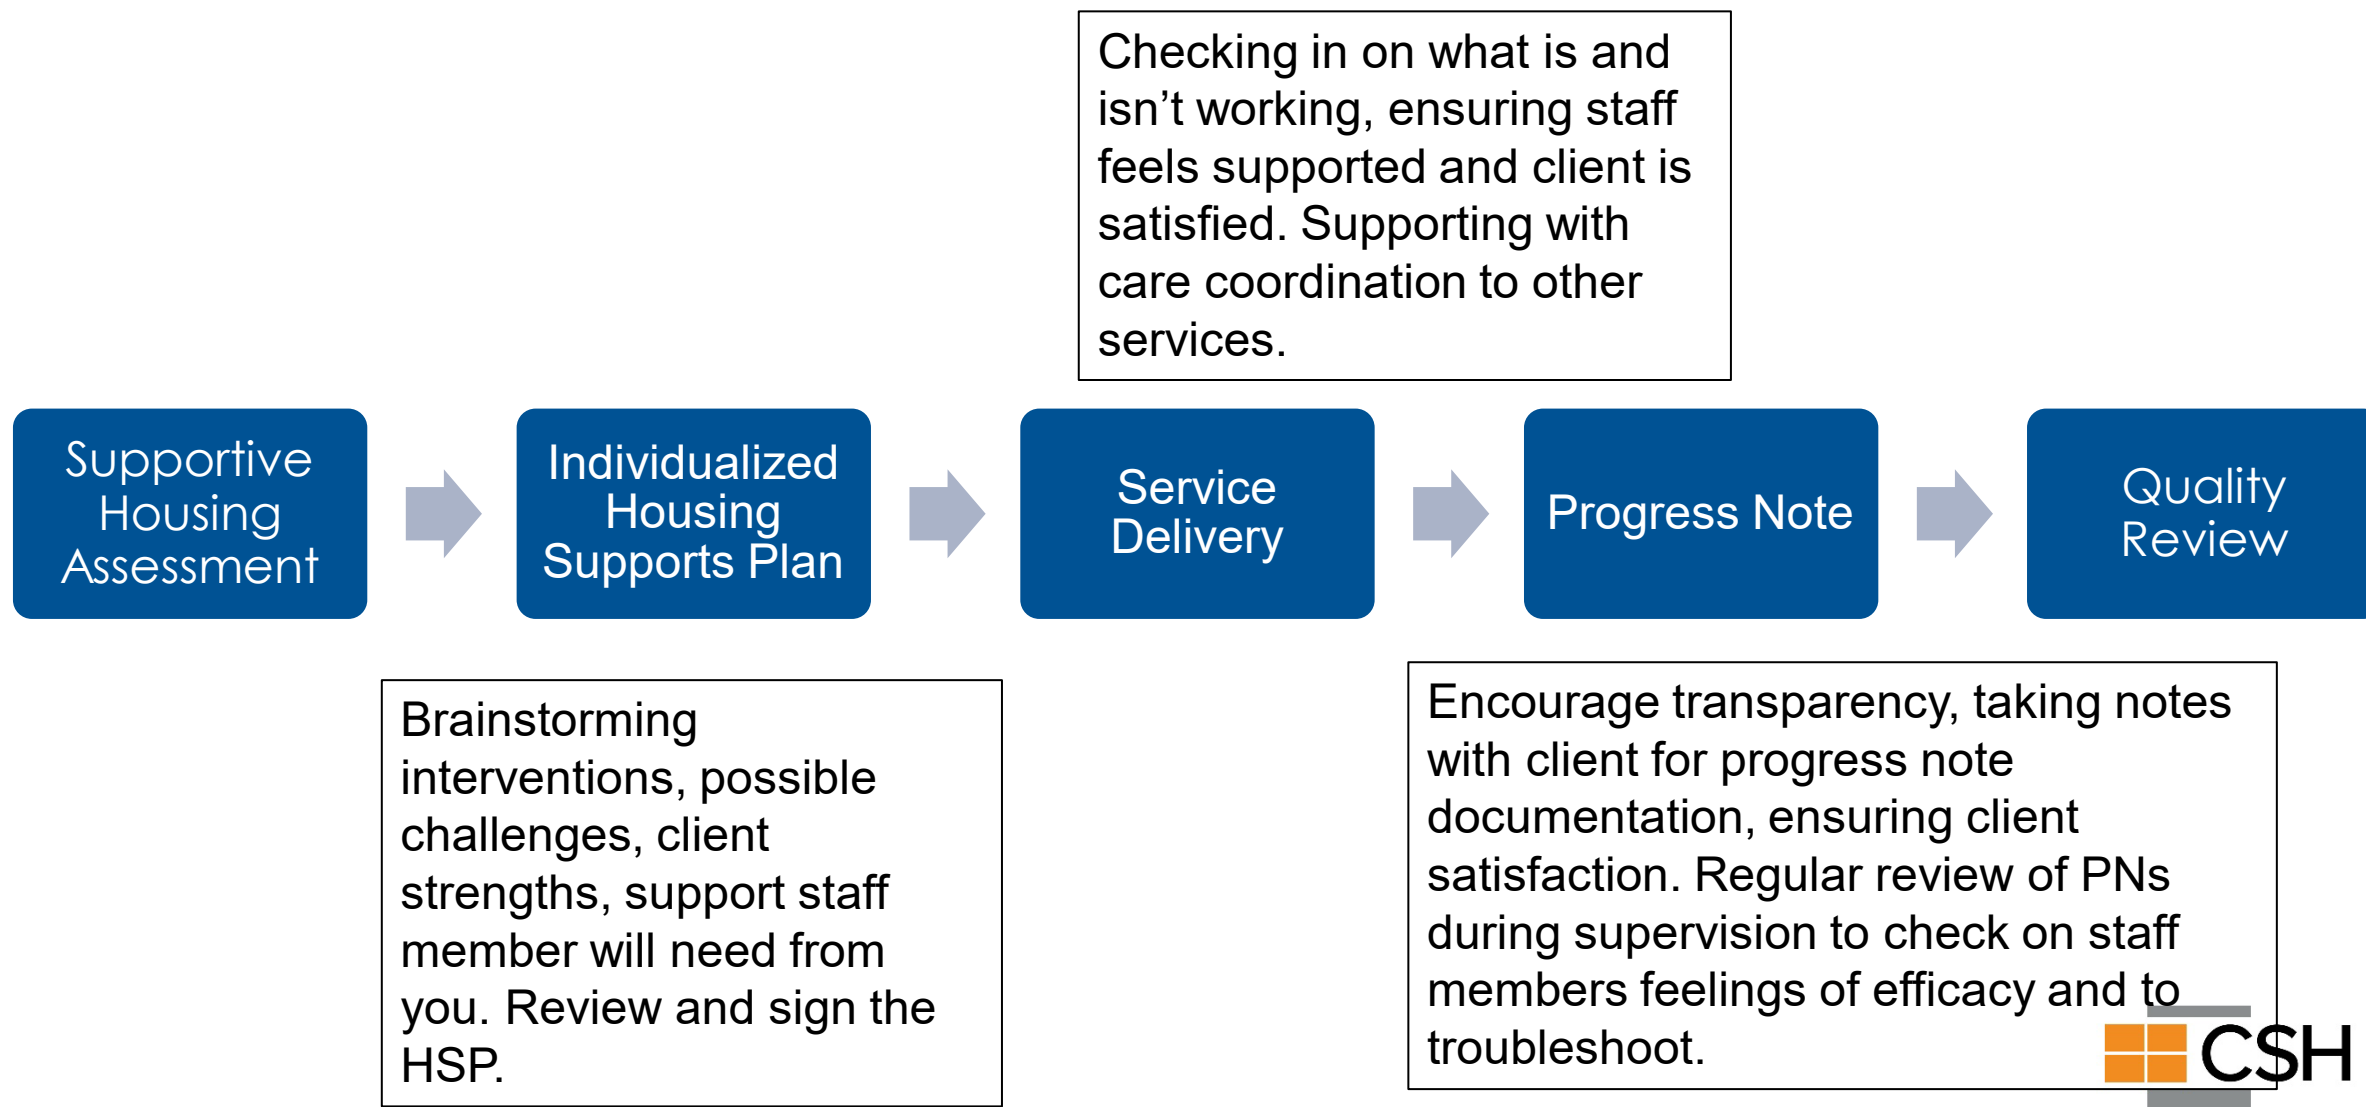 Checking in on what is and
isn’t working, ensuring staff
feels supported and client is
satisfied. Supporting with
care coordination to other
services.
Supportive
Housing
Assessment
Individualized
Housing
Supports Plan
Service
Delivery
Progress Note
Quality
Review
Brainstorming
interventions, possible
challenges, client
strengths, support staff
member will need from
you. Review and sign the
HSP.
Encourage transparency, taking notes
with client for progress note
documentation, ensuring client
satisfaction. Regular review of PNs
during supervision to check on staff
members feelings of efficacy and to
troubleshoot.
CSH